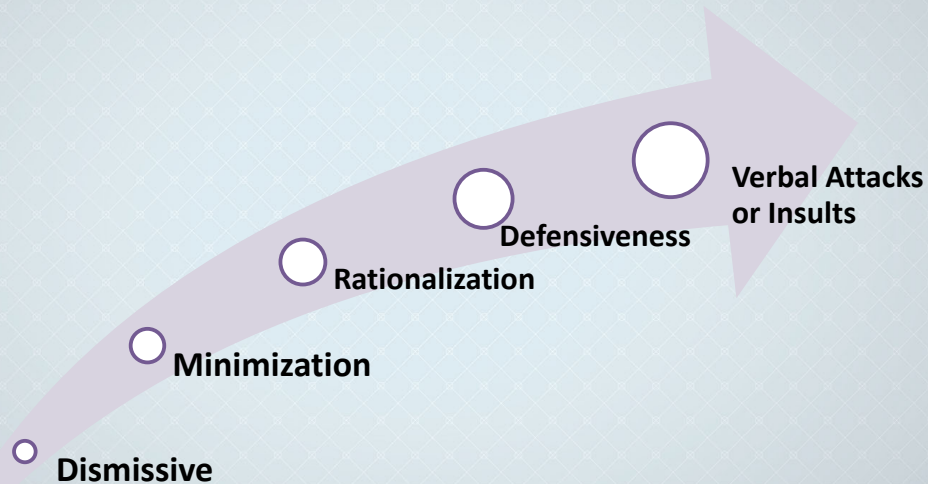 Verbal Attacks
or Insults
Defensiveness
Rationalization
Minimization
Dismissive